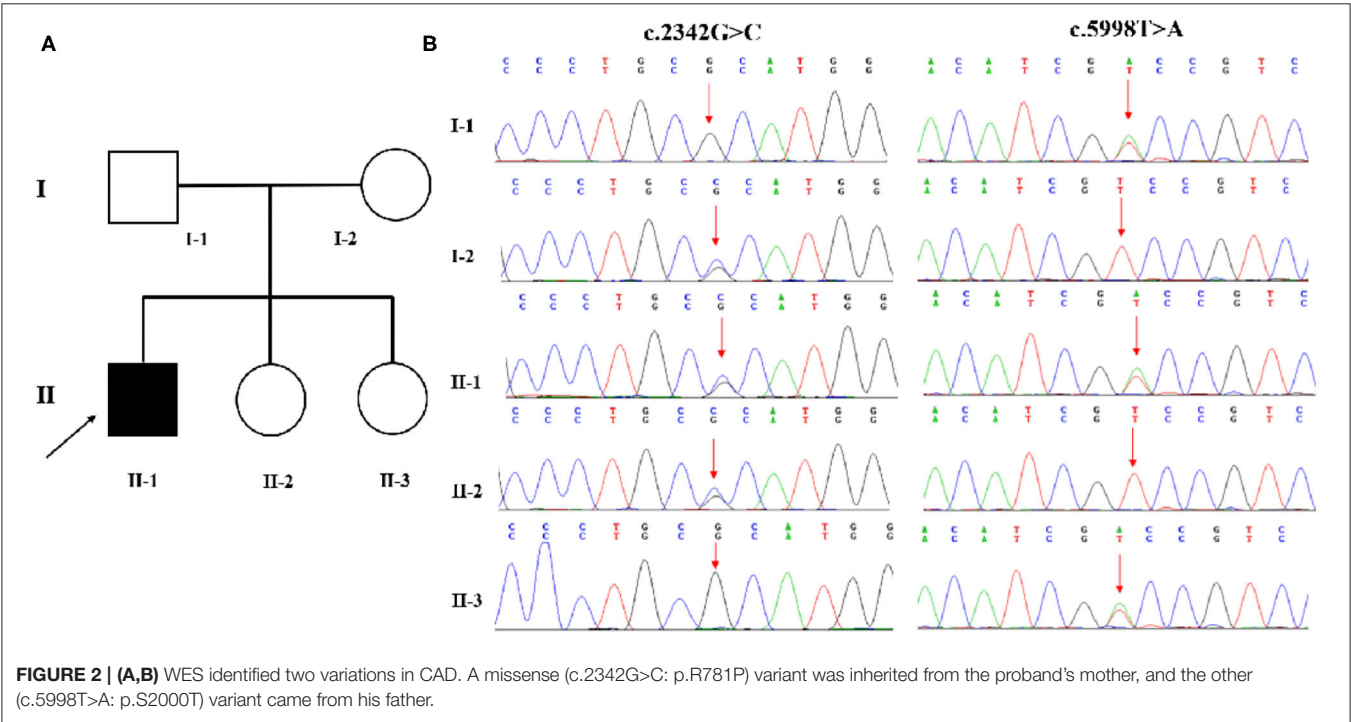 A
B
c.2342G>C
c.5998T>A
C C C T G C G C A T G G
C C C T G C G C A T G G
A C A T C G A C C G T C
A C A T C G T C C G T C
I-1
C C C T G C C C A T G G
C C C T G C G C A T G G
A C A T C G T C C G T C
A C A T C G T C C G T C
I-2
C C C T G C C C A T G G
C C C T G C G C A T G G
A C A T C G A C C G T C
A C A T C G T C C G T C
II-1
C C C T G C C C A T G G
C C C T G C G C A T G G
A C A T C G T C C G T C
A C A T C G T C C G T C
II-2
C C C T G C G C A T G G
C C C T G C G C A T G G
A C A T C G A C C G T C
A C A T C G T C C G T C
II-3
I
I-1
I-2
II
II-1
II-2
II-3
FIGURE 2 | (A,B) WES identified two variations in CAD. A missense (c.2342G>C: p.R781P) variant was inherited from the proband's mother, and the other
(c.5998T>A: p.S2000T) variant came from his father.